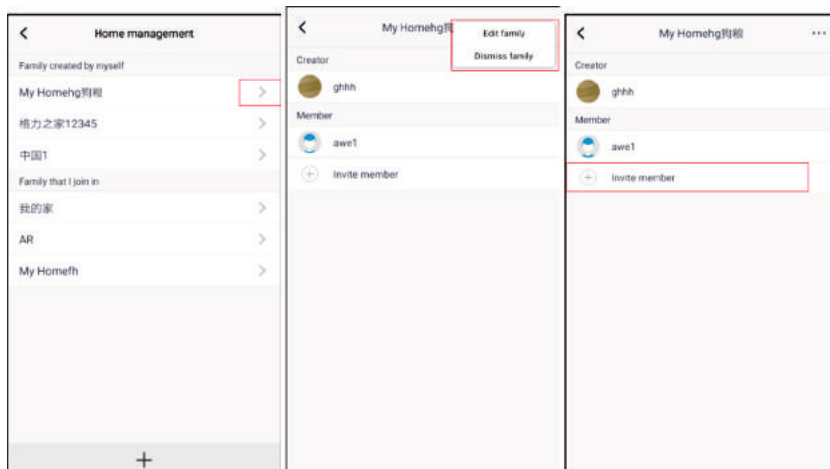 Home management
Family created by myself
My Homehg狗粮
格力之家12345
中国1
Family that I join in
我的家
AR
My Homefh
My Homehg狗
Edit family
Dismiss family
Creator
ghhh
Member
awe1
Invite member
My Homehg狗粮
Creator
ghhh
Member
awe1
Invite member